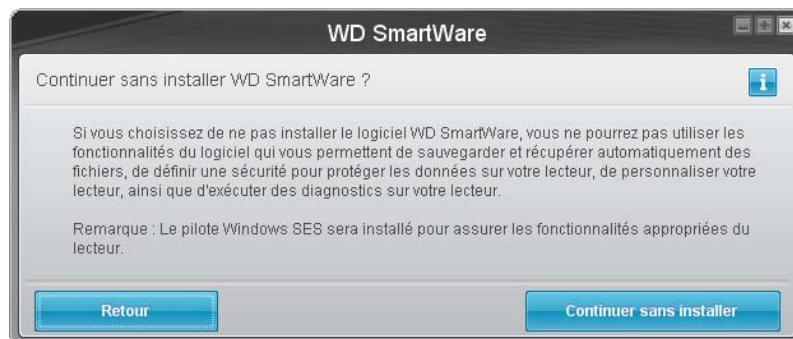 WD SmartWare
Continuer sans installer WD SmartWare ?
i
Si vous choisissez de ne pas installer le logiciel WD SmartWare, vous ne pourrez pas utiliser les
fonctionnalités du logiciel qui vous permettent de sauvegarder et récupérer automatiquement des
fichiers, de définir une sécurité pour protéger les données sur votre lecteur, de personnaliser votre
lecteur, ainsi que d'exécuter des diagnostics sur votre lecteur.
Remarque : Le pilote Windows SES sera installé pour assurer les fonctionnalités appropriées du
lecteur.
Retour
Continuer sans installer